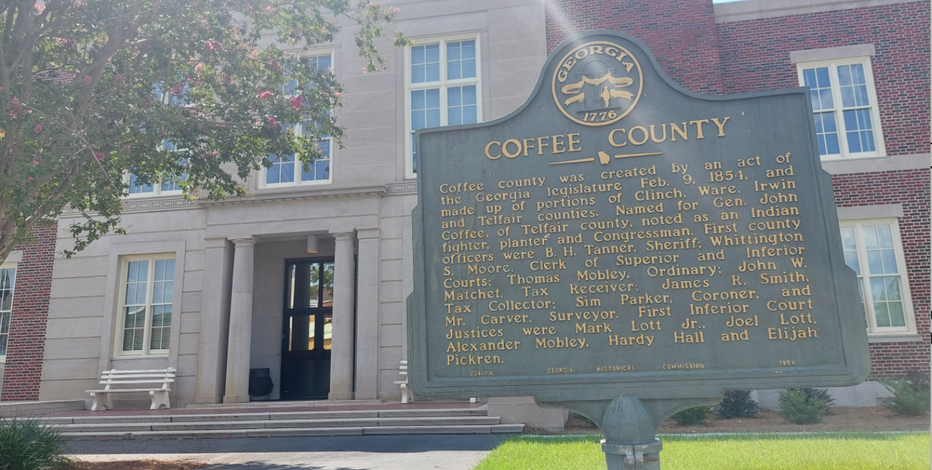 GEORGIA
1776
COFFEE COUNTY
Coffee county was created by an act of
the Georgia legislature Feb. 9, 1854, and
made up of portions of Clinch, Ware, Irwin
and Telfair counties. Named for Gen. John
Coffee, of Telfair county, noted as an Indian
fighter, planter and Congressman. First county
officers were B. H. Tanner, Sheriff; Whittington
S. Moore, Clerk of Superior and Inferior
Courts; Thomas Mobley, Ordinary; John W.
Matchet, Tax Receiver; James R. Smith,
Tax Collector; Sim Parker, Coroner, and
Mr. Carver, Surveyor. First Inferior Court
Justices were Mark Lott Jr., Joel Lott,
Alexander Mobley, Hardy Hall and Elijah
Pickren.
GEORGIA HISTORICAL COMMISSION 1954